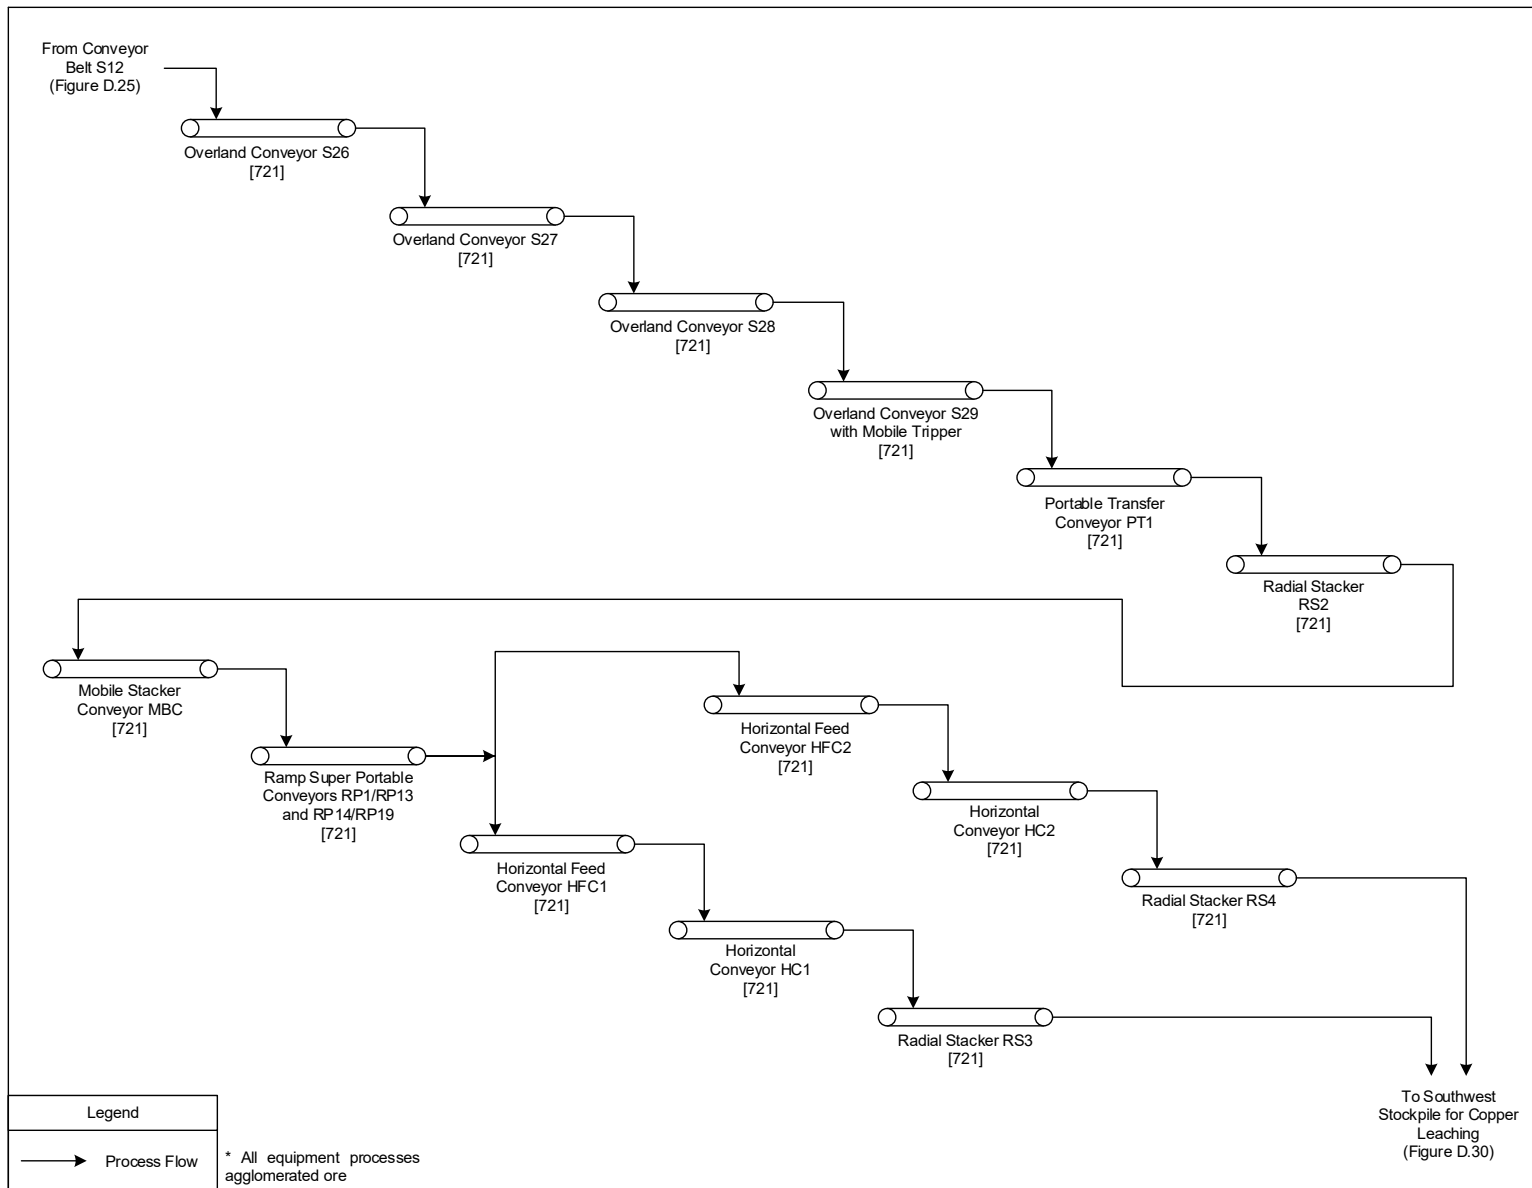 From Conveyor
Belt S12
(Figure D.25)
Overland Conveyor S26
[721]
Overland Conveyor S27
[721]
Overland Conveyor S28
[721]
Overland Conveyor S29
with Mobile Tripper
[721]
Portable Transfer
Conveyor PT1
[721]
Radial Stacker
RS2
[721]
Mobile Stacker
Conveyor MBC
[721]
Ramp Super Portable
Conveyors RP1/RP13
and RP14/RP19
[721]
Horizontal Feed
Conveyor HFC2
[721]
Horizontal
Conveyor HC2
[721]
Radial Stacker RS4
[721]
Horizontal Feed
Conveyor HFC1
[721]
Horizontal
Conveyor HC1
[721]
Radial Stacker RS3
[721]
To Southwest
Stockpile for Copper
Leaching
(Figure D.30)
Legend
Process Flow
* All equipment processes
agglomerated ore